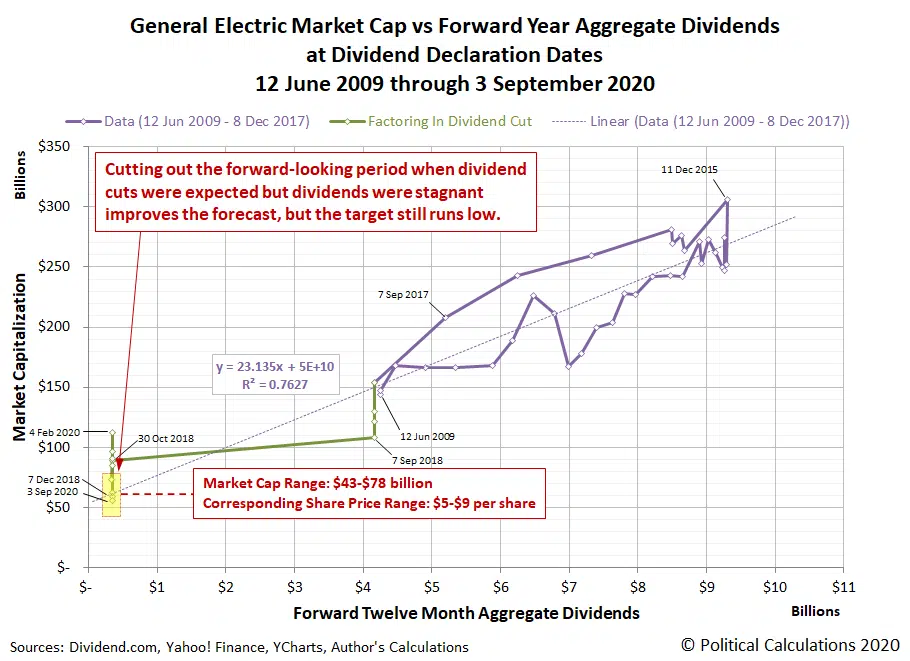 General Electric Market Cap vs Forward Year Aggregate Dividends
at Dividend Declaration Dates
12 June 2009 through 3 September 2020
Data (12 Jun 2009 - 8 Dec 2017)
Factoring In Dividend Cut
Linear (Data (12 Jun 2009 - 8 Dec 2017))
Billions
Market Capitalization
$350
$300
$250
$200
$150
$100
$50
$-
Cutting out the forward-looking period when dividend
cuts were expected but dividends were stagnant
improves the forecast, but the target still runs low.
11 Dec 2015
7 Sep 2017
y = 23.135x + 5E+10
R² = 0.7627
4 Feb 2020
30 Oct 2018
12 Jun 2009
7 Sep 2018
7 Dec 2018
3 Sep 2020
Market Cap Range: $43-$78 billion
Corresponding Share Price Range: $5-$9 per share
$-
$1
$2
$3
$4
$5
$6
$7
$8
$9
$10
$11
Forward Twelve Month Aggregate Dividends
Billions
Sources: Dividend.com, Yahoo! Finance, YCharts, Author's Calculations
© Political Calculations 2020